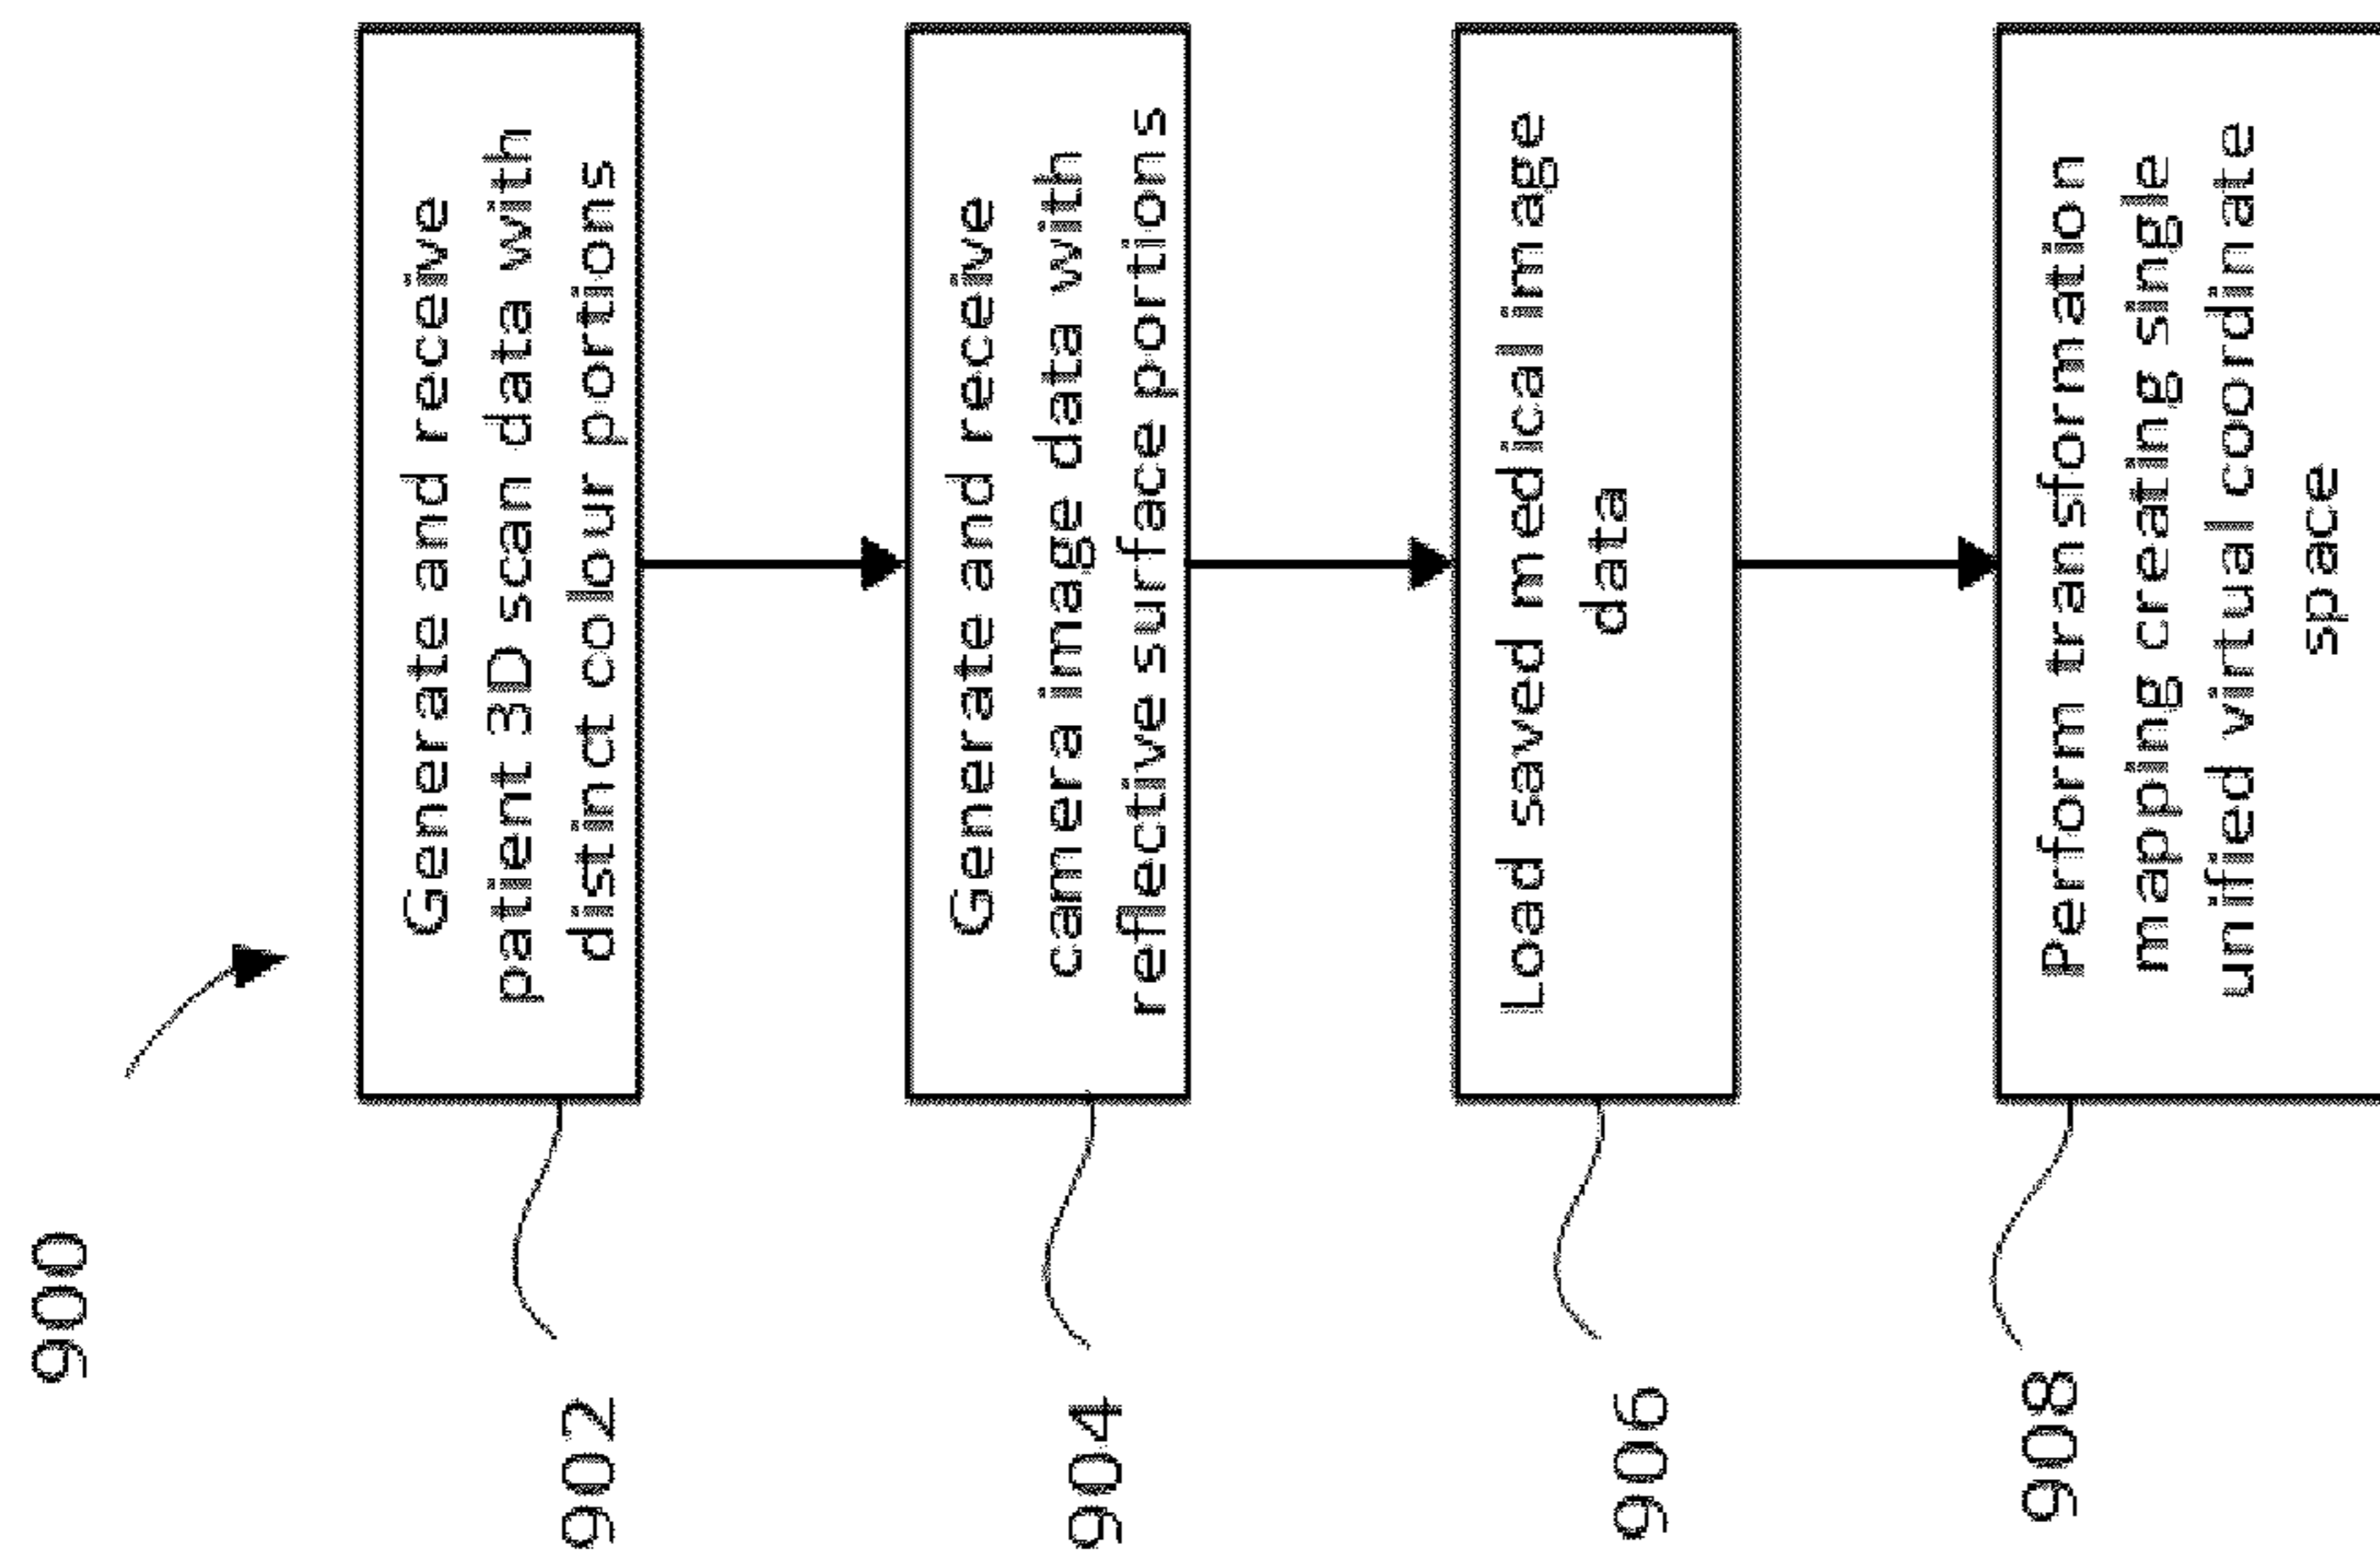 900
902
Generate and receive
patient 3D scan data with
distinct colour portions
904
Generate and receive
camera image data with
reflective surface portions
906
Load saved medical image
data
908
Perform transformation
mapping creating single
unified virtual coordinate
space